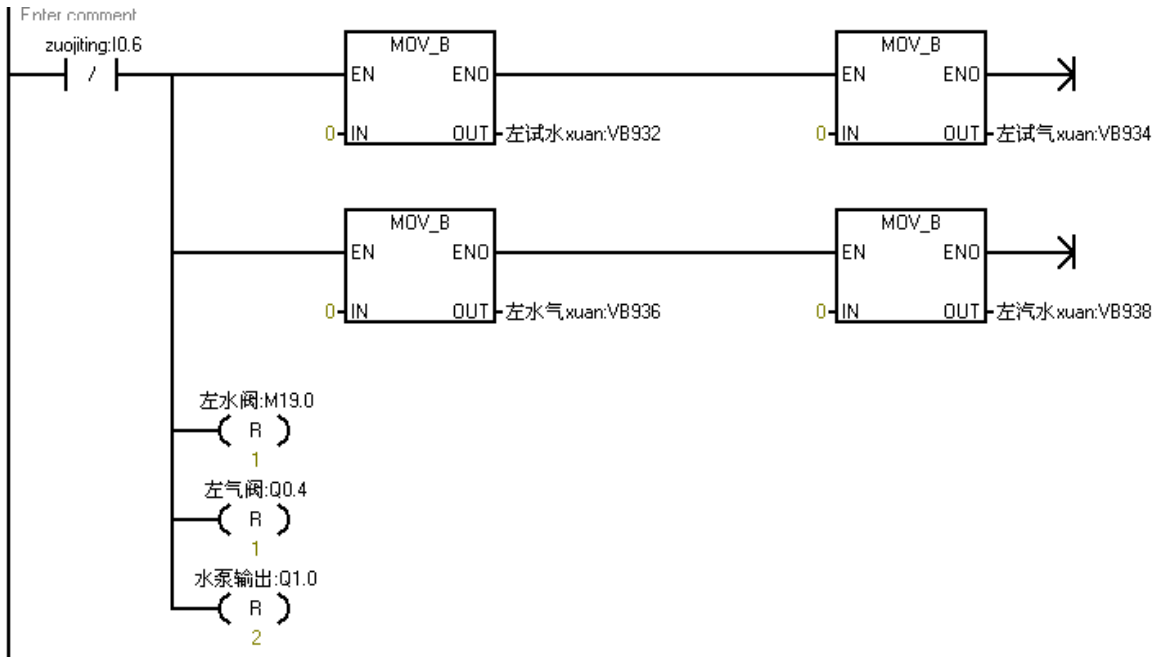 Enter comment
zuojiting:I0.6
/
MOV_B
EN ENO
0 IN OUT 左试水xuan:VB932
MOV_B
EN ENO
0 IN OUT 左试气xuan:VB934
MOV_B
EN ENO
0 IN OUT 左水气xuan:VB936
MOV_B
EN ENO
0 IN OUT 左汽水xuan:VB938
左水阀:M19.0
R
1
左气阀:Q0.4
R
1
水泵输出:Q1.0
R
2